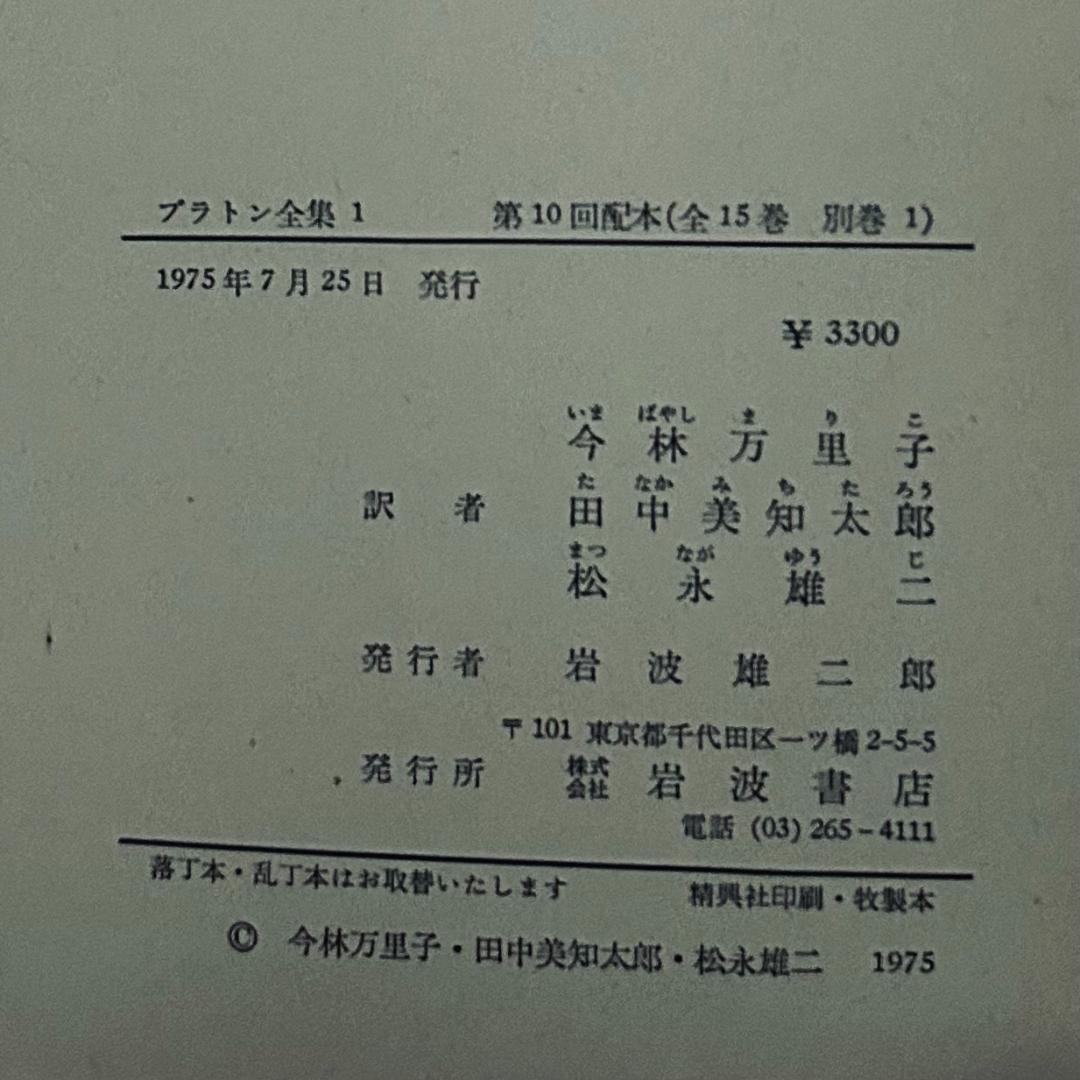 プラトン全集 1　第10回配本(全15巻　別巻 1)
1975年7月25日　発行
¥ 3300
いま ばやし ま り こ
今林万里子
た なか み ち た ろう
訳者　田中美知太郎
まつ なが ゆう じ
松永雄二
発行者　岩波雄二郎
〒101 東京都千代田区一ツ橋2-5-5
発行所　株式会社 岩波書店
電話 (03) 265-4111
落丁本・乱丁本はお取替いたします　精興社印刷・牧製本
© 今林万里子・田中美知太郎・松永雄二　1975